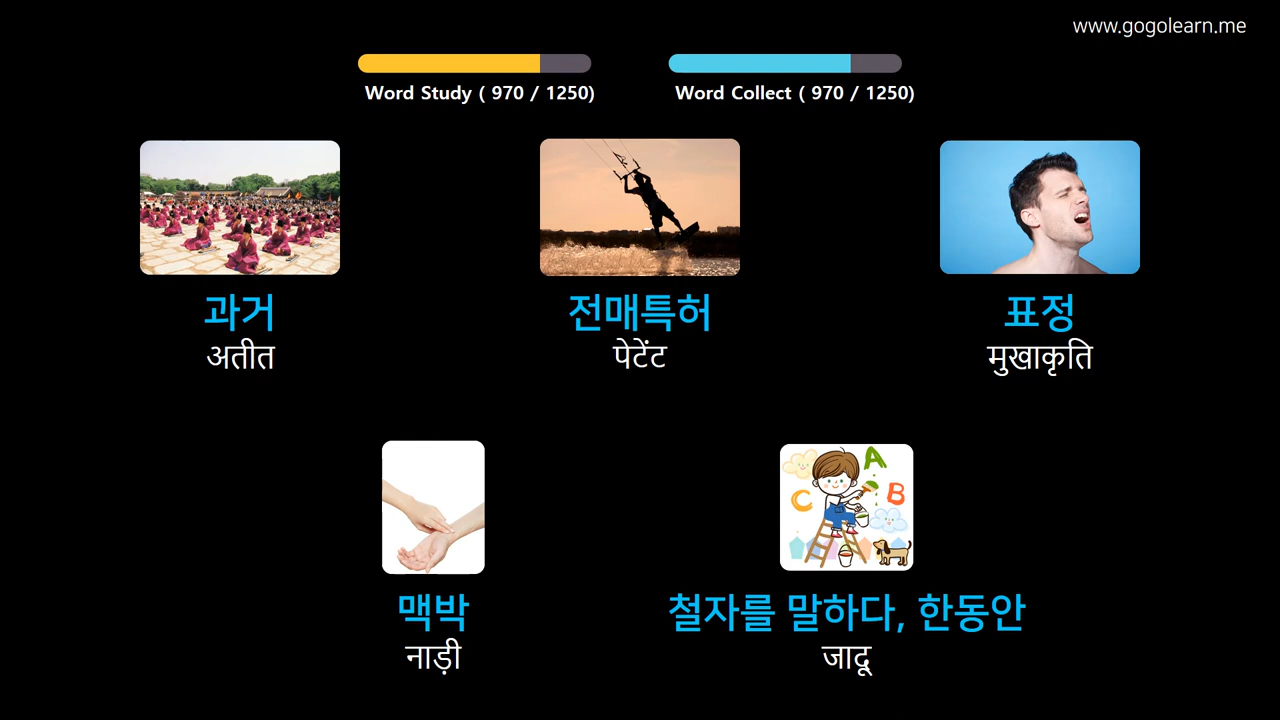 www.gogolearn.me
Word Study ( 970 / 1250)
Word Collect ( 970 / 1250)
과거
अतीत
전매특허
पेटेंट
표정
मुखाकृति
A
B
C
맥박
नाड़ी
철자를 말하다, 한동안
जादू